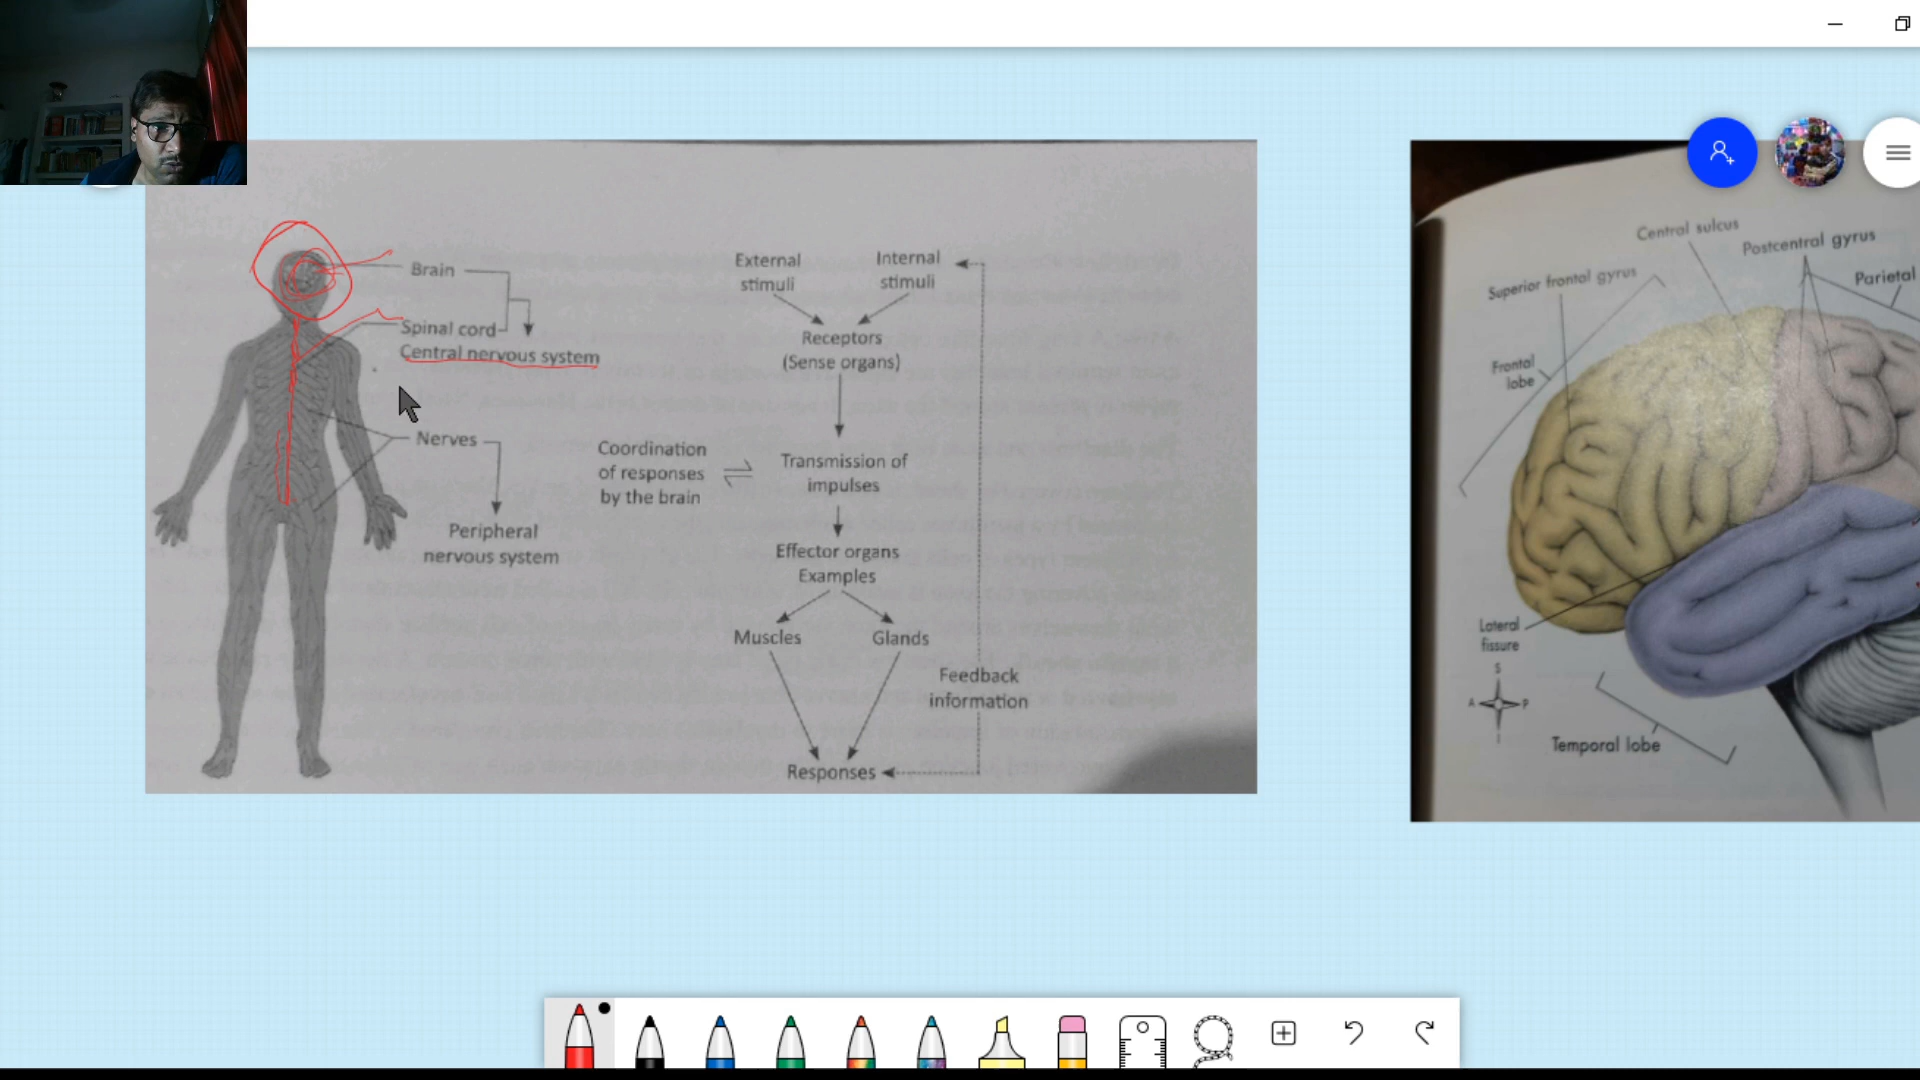 Brain
Spinal cord
Central nervous system
Nerves
Peripheral
nervous system
External
stimuli
Internal
stimuli
Receptors
(Sense organs)
Coordination
of responses
by the brain
Transmission of
impulses
Effector organs
Examples
Muscles
Glands
Feedback
information
Responses
Central sulcus
Postcentral gyrus
Superior frontal gyrus
Parietal
Frontal
lobe
Lateral
fissure
S
A
P
I
Temporal lobe